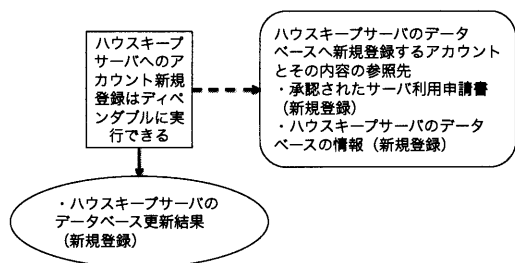 ハウスキープ
サーバへのア
カウント新規
登録はディペ
ンダブルに実
行できる
ハウスキープサーバのデータ
ベースへ新規登録するアカウント
とその内容の参照先
・承認されたサーバ利用申請書
（新規登録）
・ハウスキープサーバのデータ
ベースの情報（新規登録）
・ハウスキープサーバの
データベース更新結果
（新規登録）